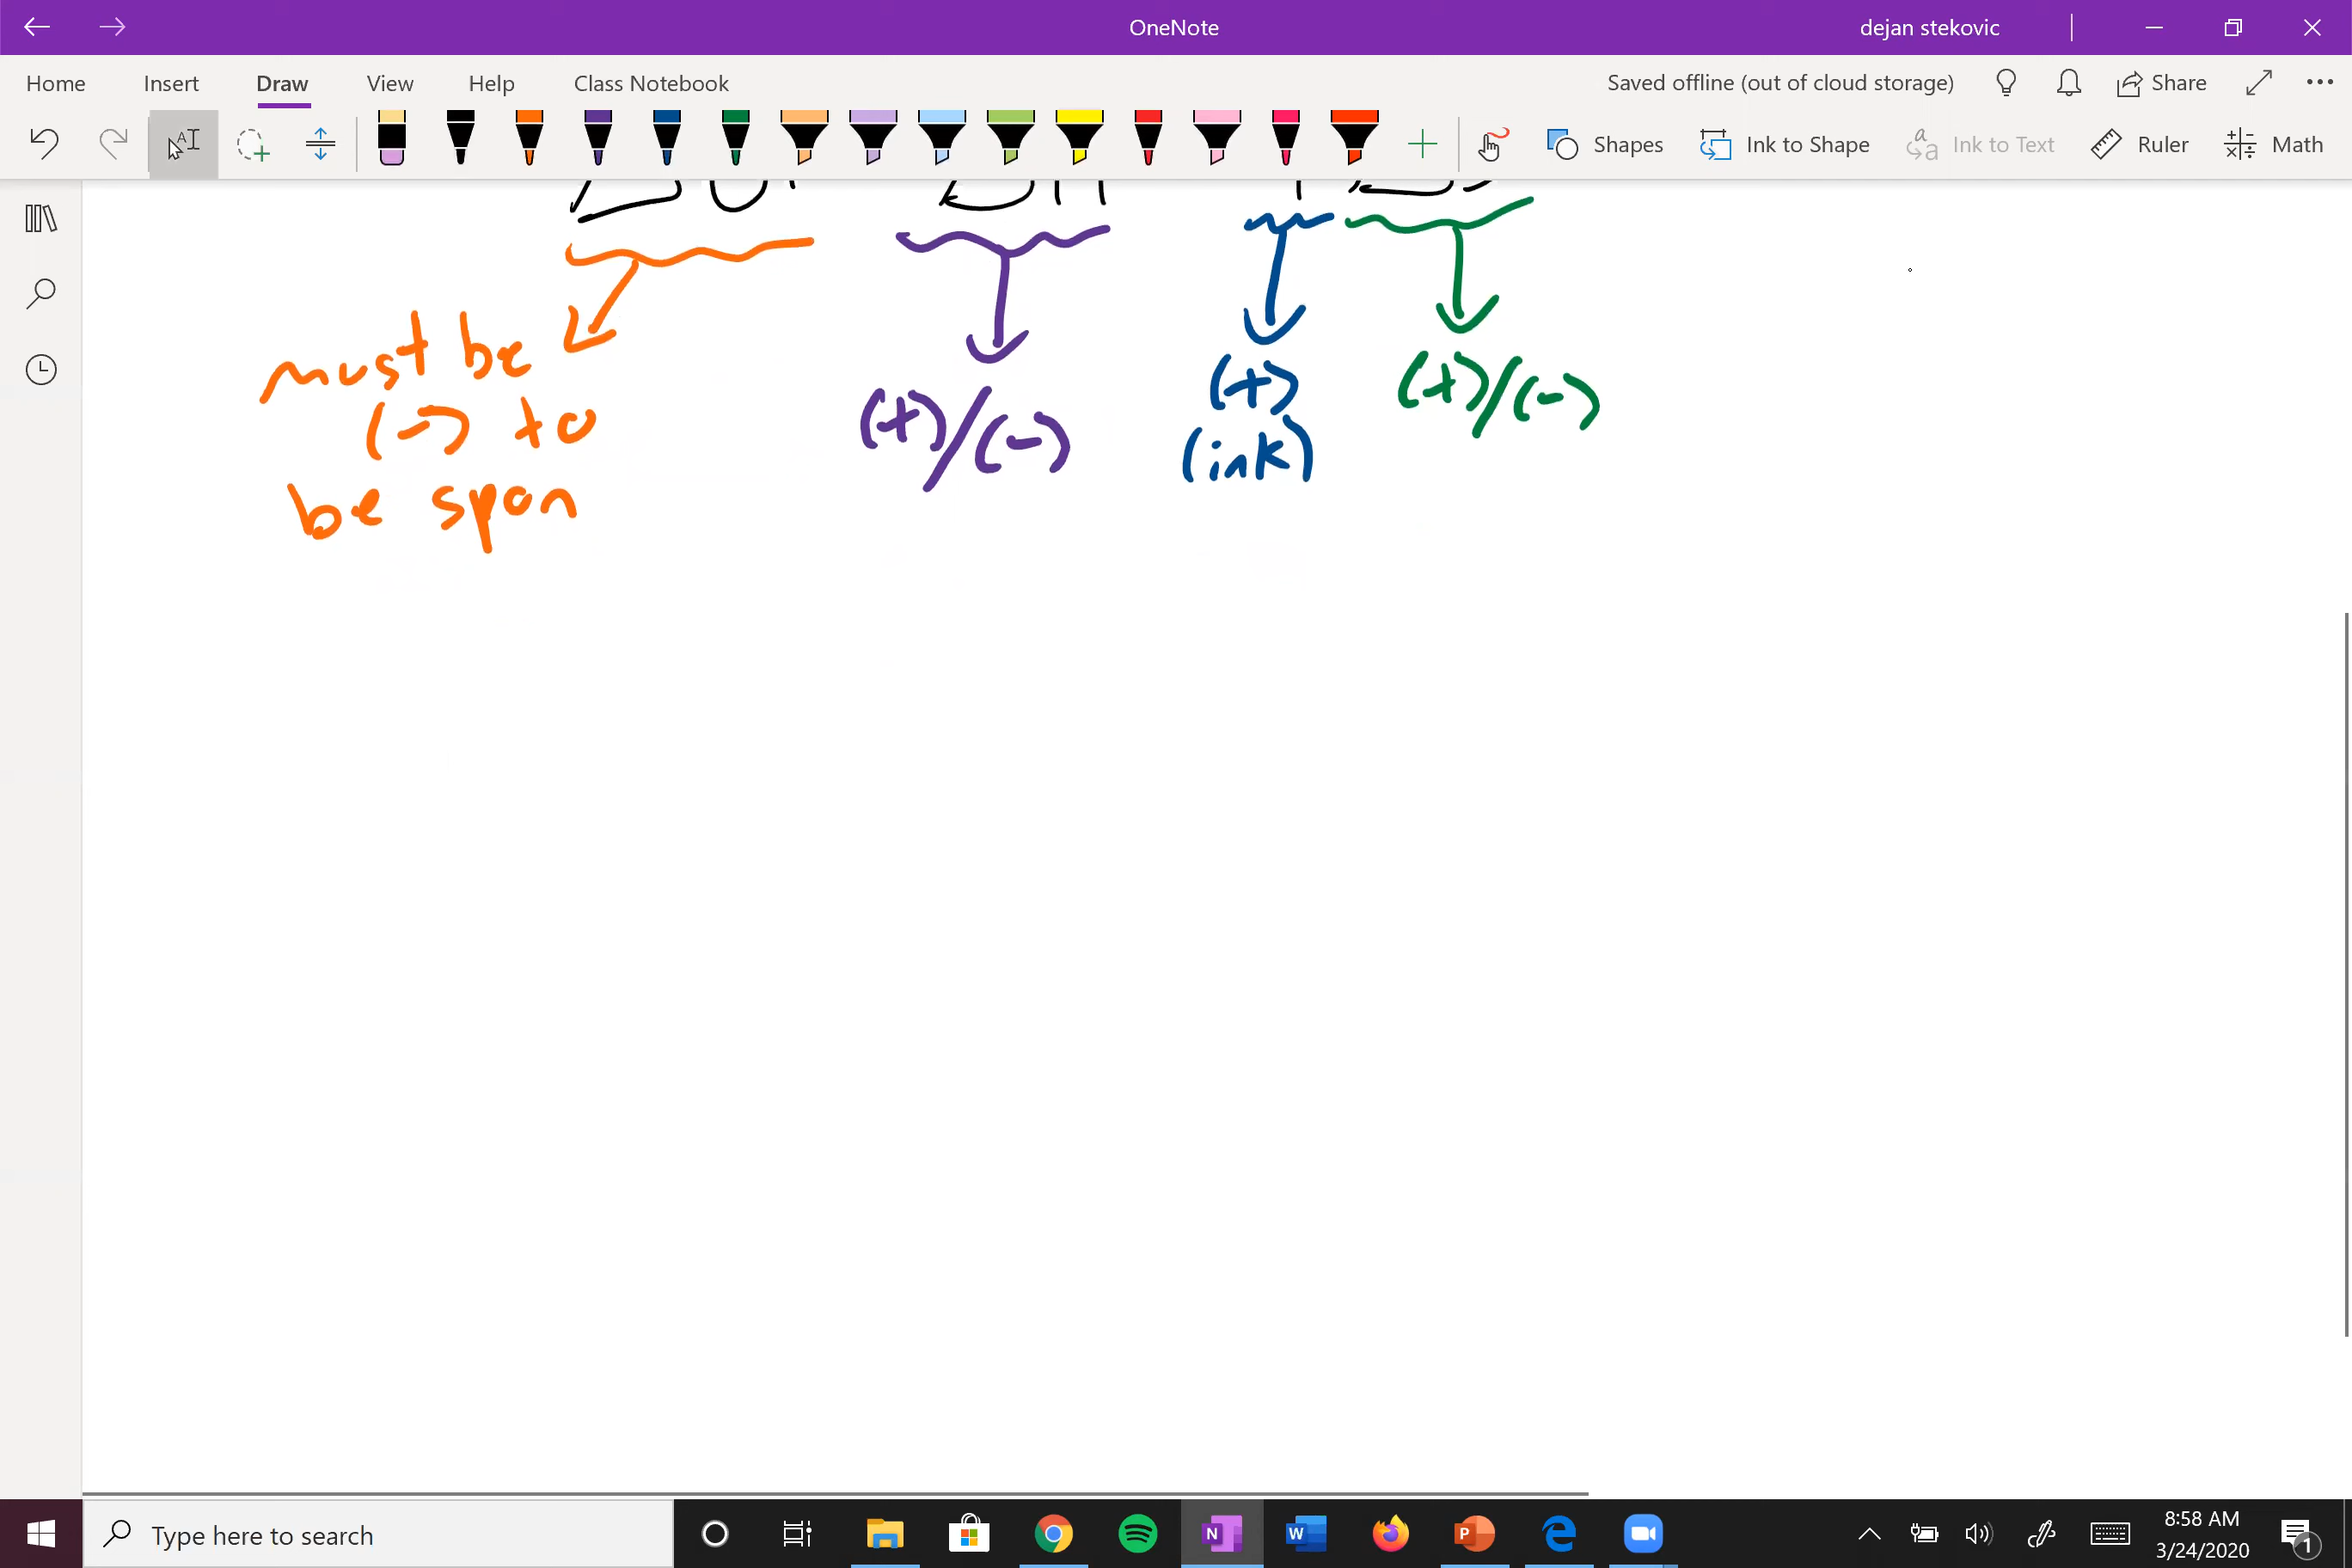 OneNote
dejan stekovic
Home Insert Draw View Help Class Notebook
Saved offline (out of cloud storage) Share
Shapes Ink to Shape Ink to Text Ruler Math
must be
(-) to
be spon
(+)/(-)
(+)
(ink)
(+)/(-)
Type here to search
8:58 AM
3/24/2020
1